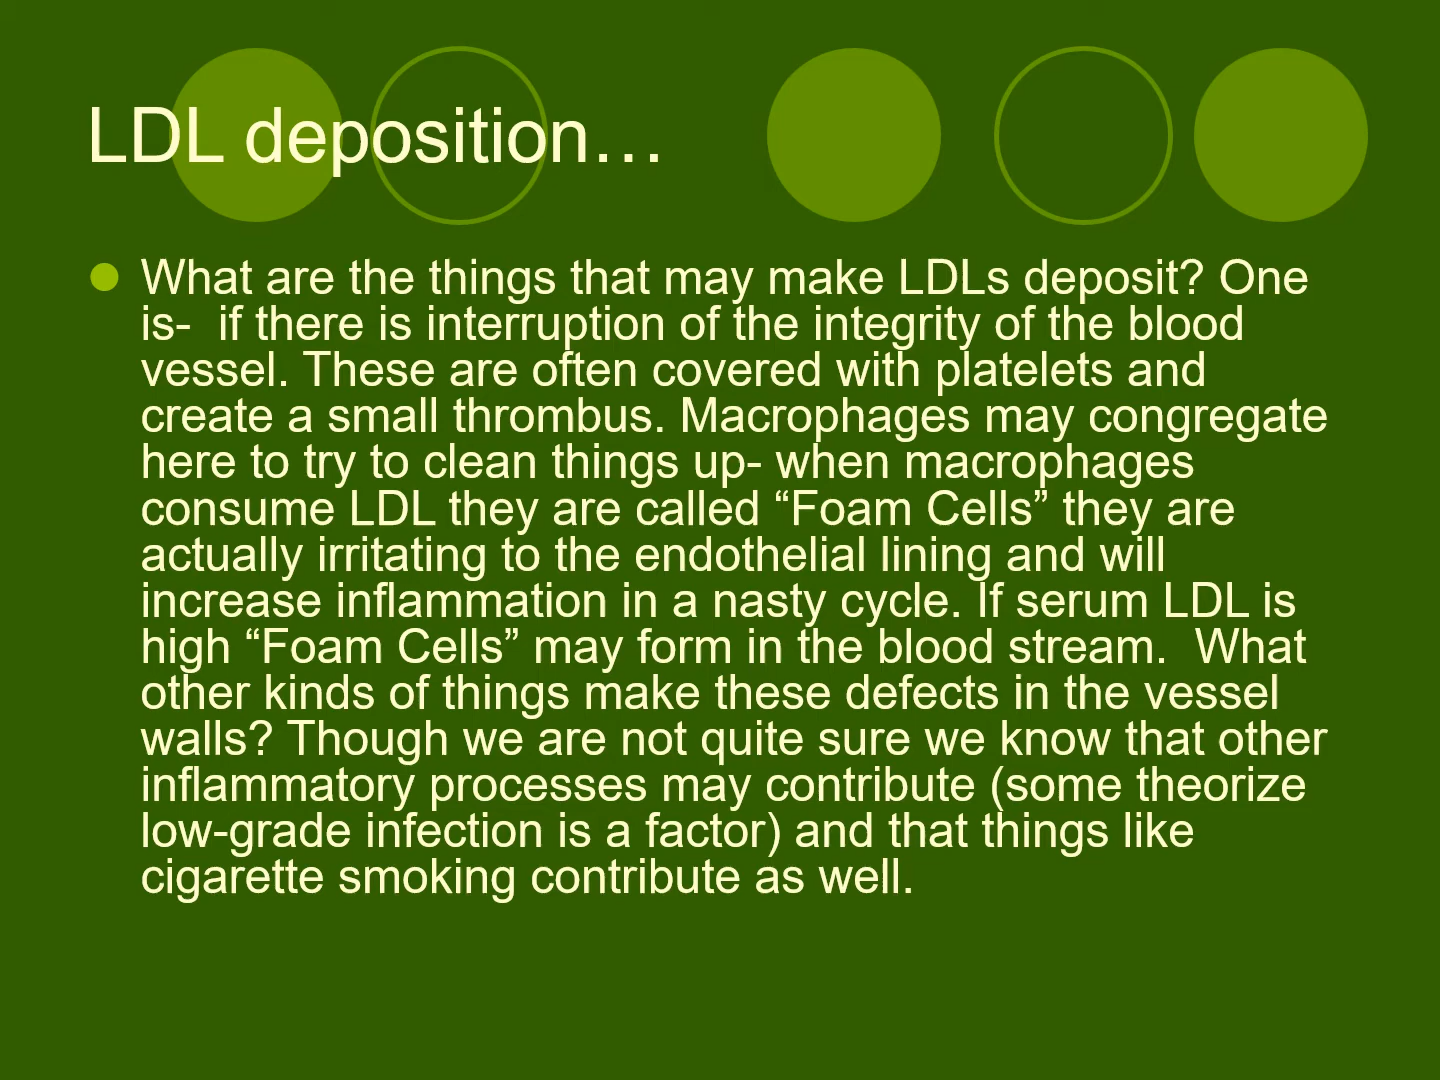 LDL deposition…
What are the things that may make LDLs deposit? One
is-  if there is interruption of the integrity of the blood
vessel. These are often covered with platelets and
create a small thrombus. Macrophages may congregate
here to try to clean things up- when macrophages
consume LDL they are called “Foam Cells” they are
actually irritating to the endothelial lining and will
increase inflammation in a nasty cycle. If serum LDL is
high “Foam Cells” may form in the blood stream.  What
other kinds of things make these defects in the vessel
walls? Though we are not quite sure we know that other
inflammatory processes may contribute (some theorize
low-grade infection is a factor) and that things like
cigarette smoking contribute as well.